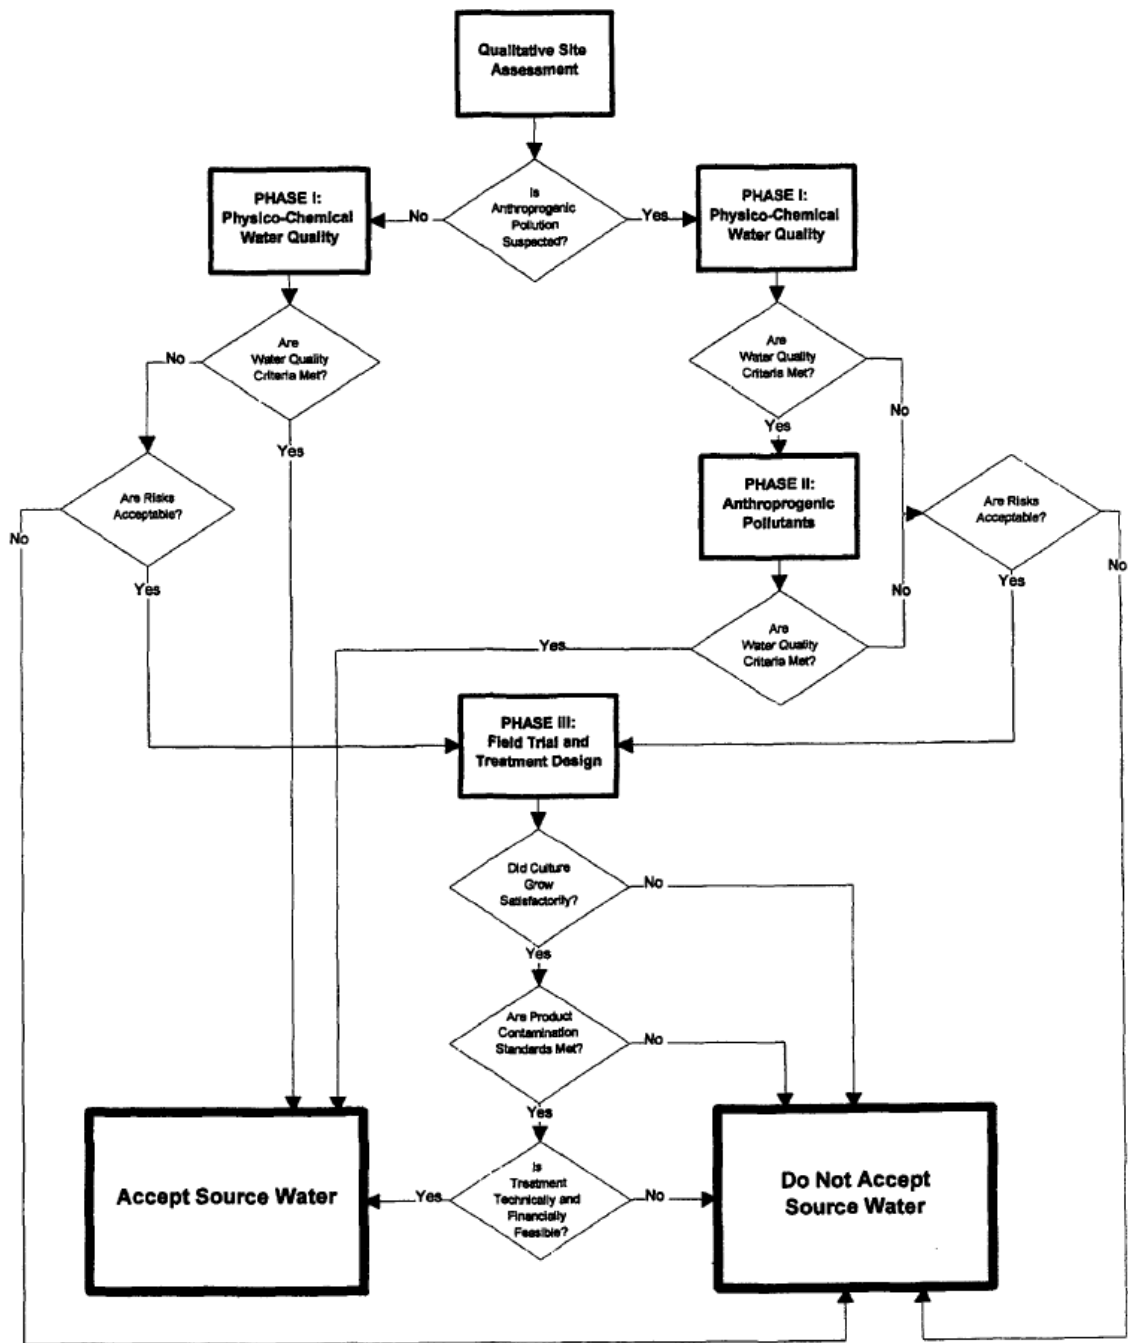 Qualitative Site
Assessment
Is
Anthroprogenic
Pollution
Suspected?
No
Yes
PHASE I:
Physico-Chemical
Water Quality
PHASE I:
Physico-Chemical
Water Quality
Are
Water Quality
Criteria Met?
No
Yes
Are
Water Quality
Criteria Met?
No
Yes
Are Risks
Acceptable?
No
Yes
PHASE II:
Anthroprogenic
Pollutants
Are Risks
Acceptable?
No
Yes
Are
Water Quality
Criteria Met?
Yes
No
PHASE III:
Field Trial and
Treatment Design
Did Culture
Grow
Satisfactorily?
No
Yes
Are Product
Contamination
Standards Met?
No
Yes
Is
Treatment
Technically and
Financially
Feasible?
Yes
No
Accept Source Water
Do Not Accept
Source Water